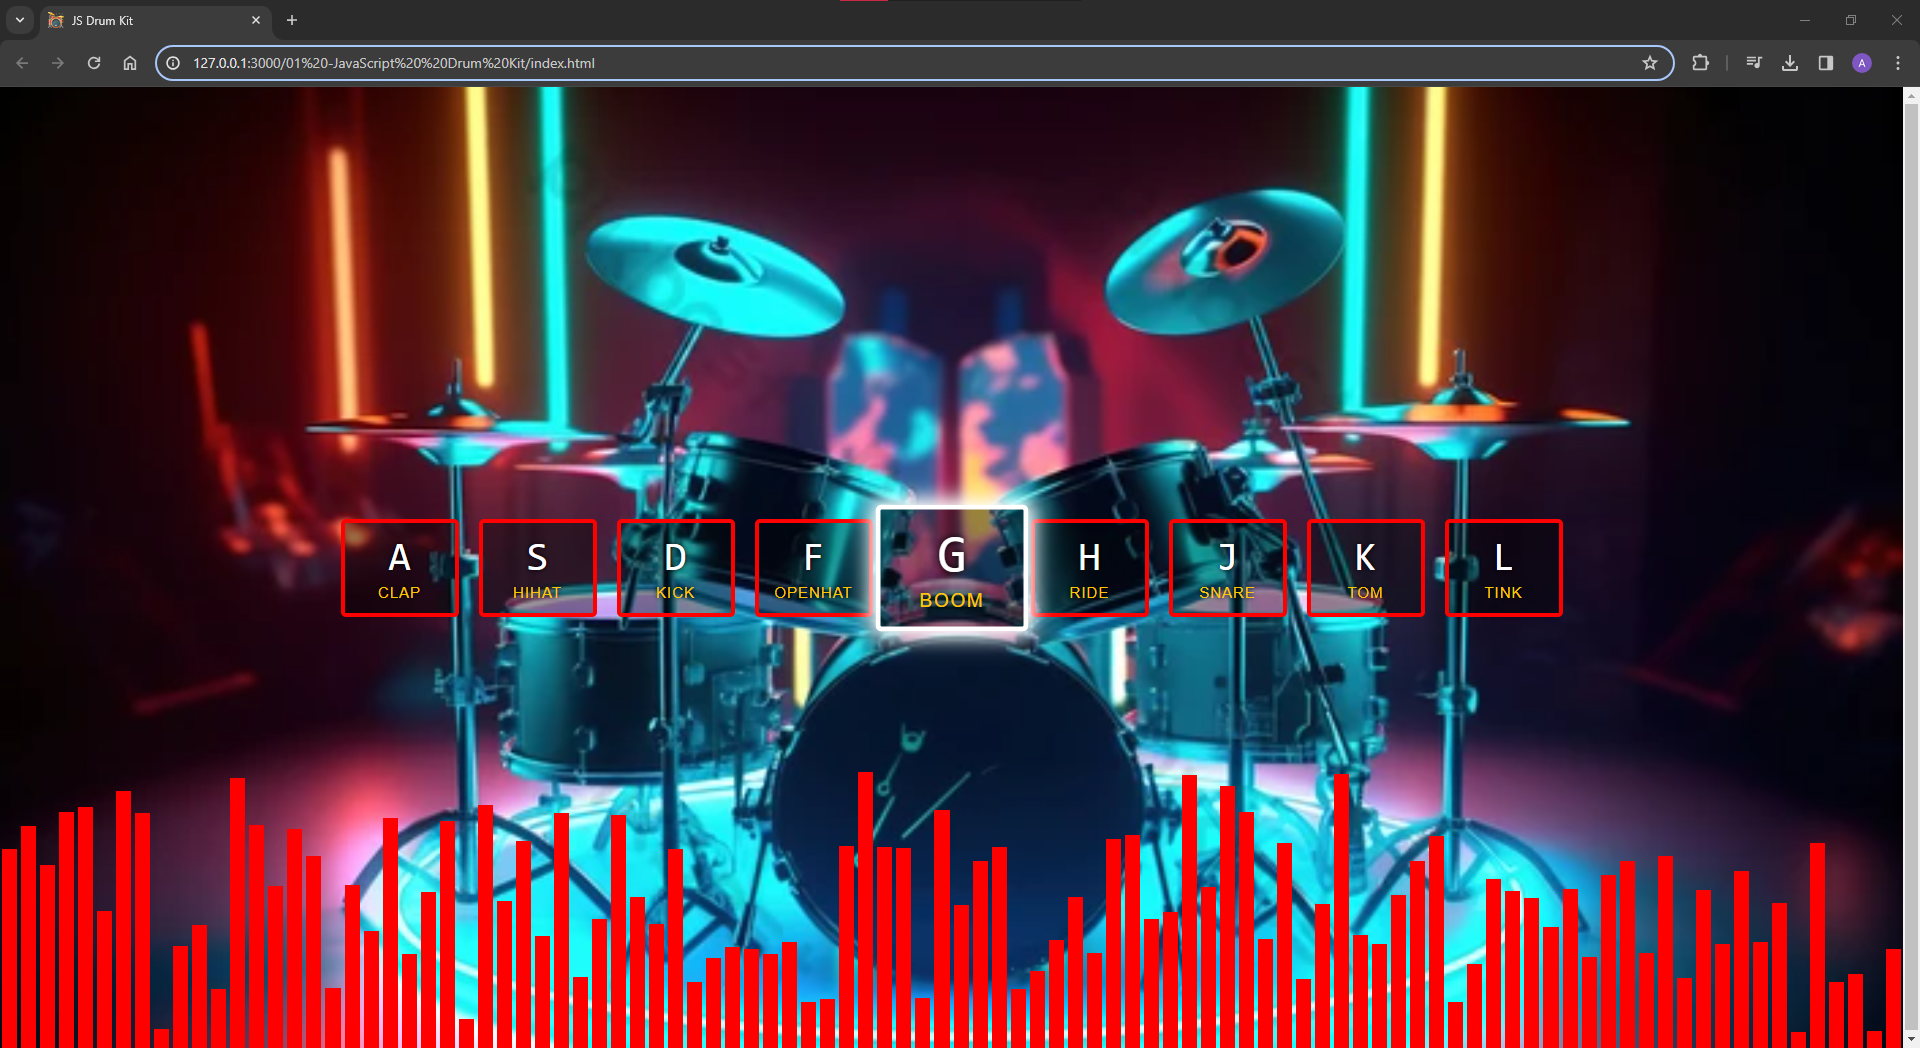 JS Drum Kit
127.0.0.1:3000/01%20-JavaScript%20%20Drum%20Kit/index.html
A
A
CLAP
S
HIHAT
D
KICK
F
OPENHAT
G
BOOM
H
RIDE
J
SNARE
K
TOM
L
TINK